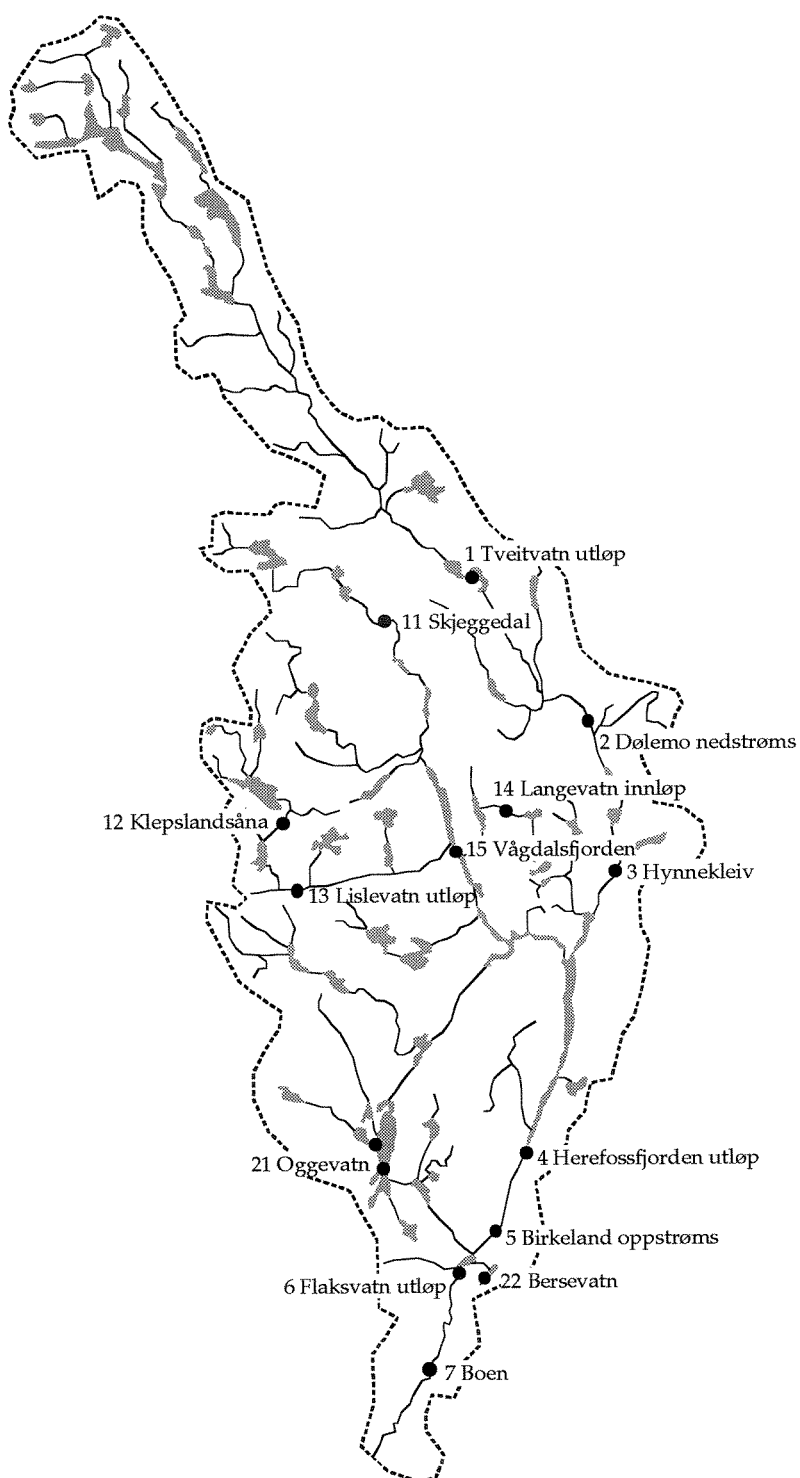 1 Tveitvatn utløp
11 Skjeggedal
2 Dølemo nedstrøms
14 Langevatn innløp
12 Klepslandsåna
15 Vågdalsfjorden
3 Hynnekleiv
13 Lislevatn utløp
4 Herefossfjorden utløp
21 Oggevatn
5 Birkeland oppstrøms
6 Flaksvatn utløp
22 Bersevatn
7 Boen